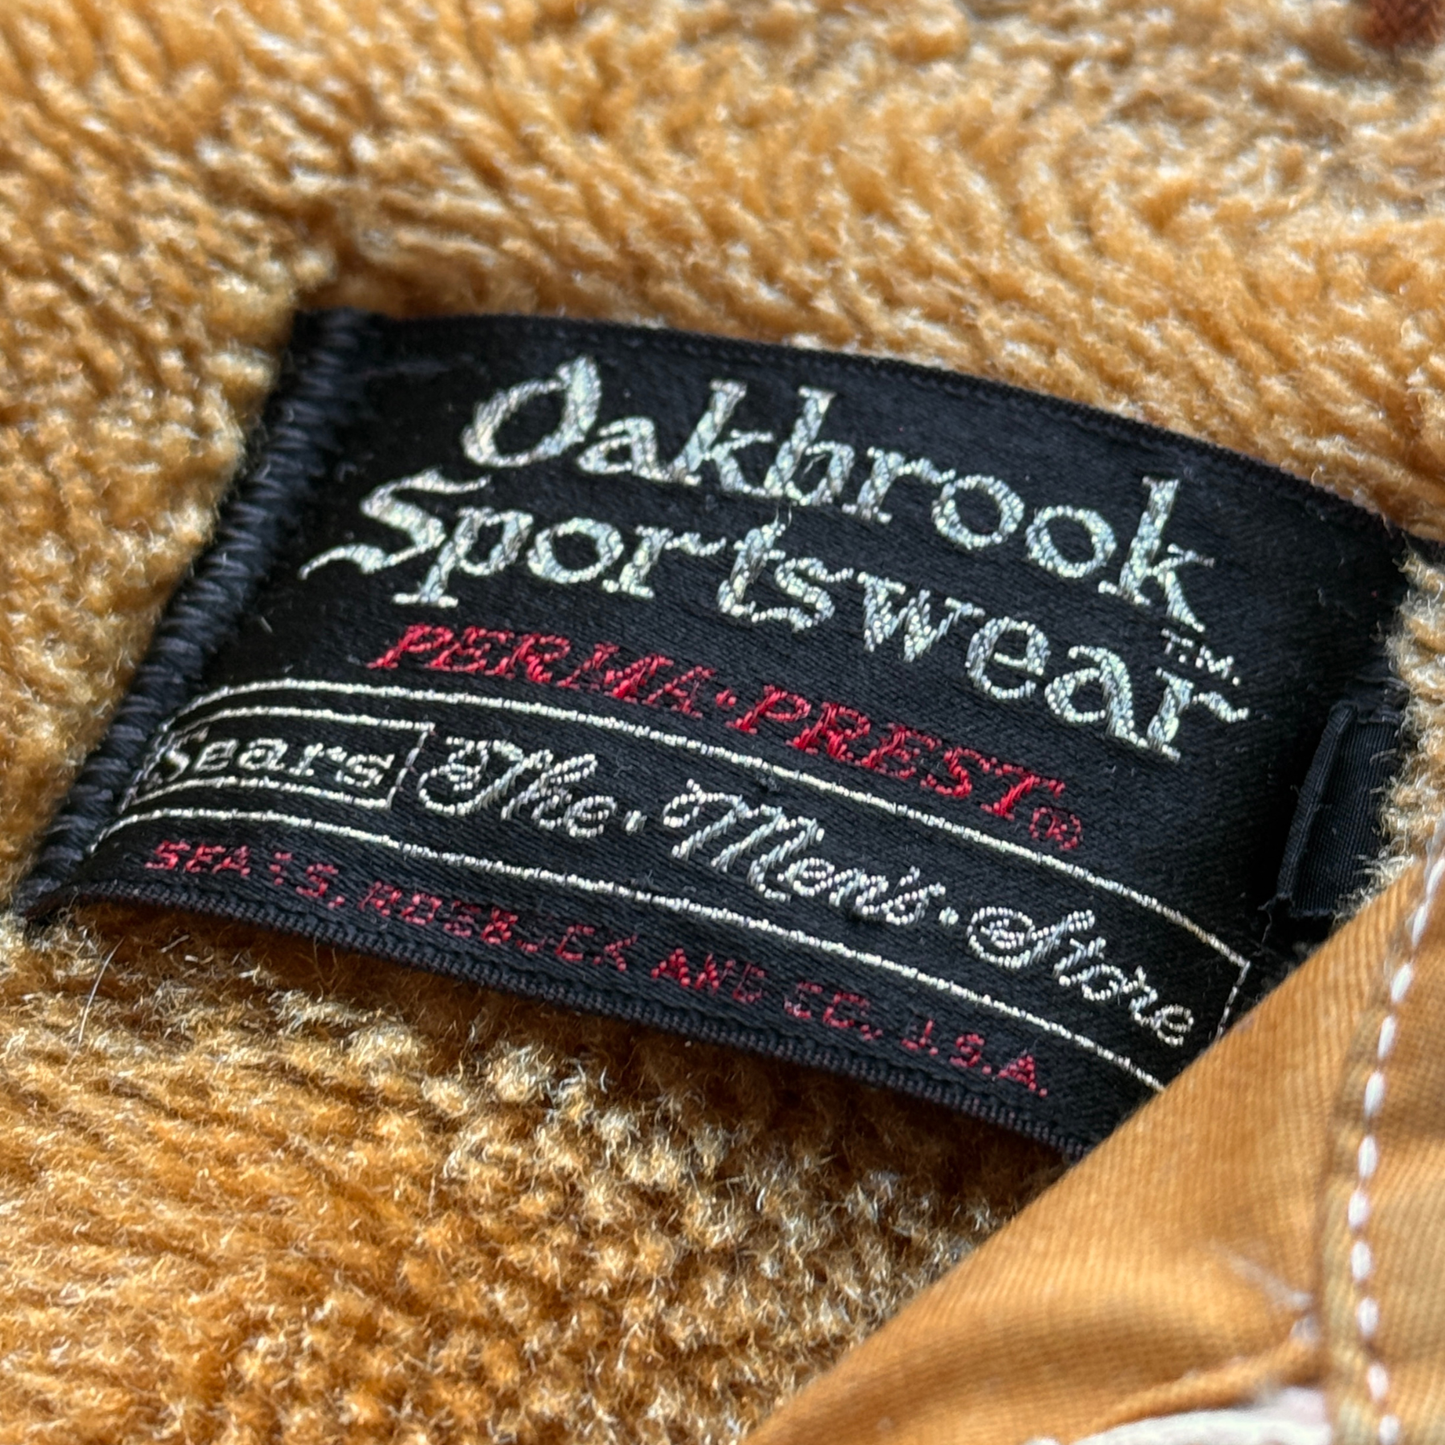 Oakbrook
Sportswear T.M.
PERMA·PREST®
Sears The·Men's·Store
SEARS, ROEBUCK AND CO., U.S.A.